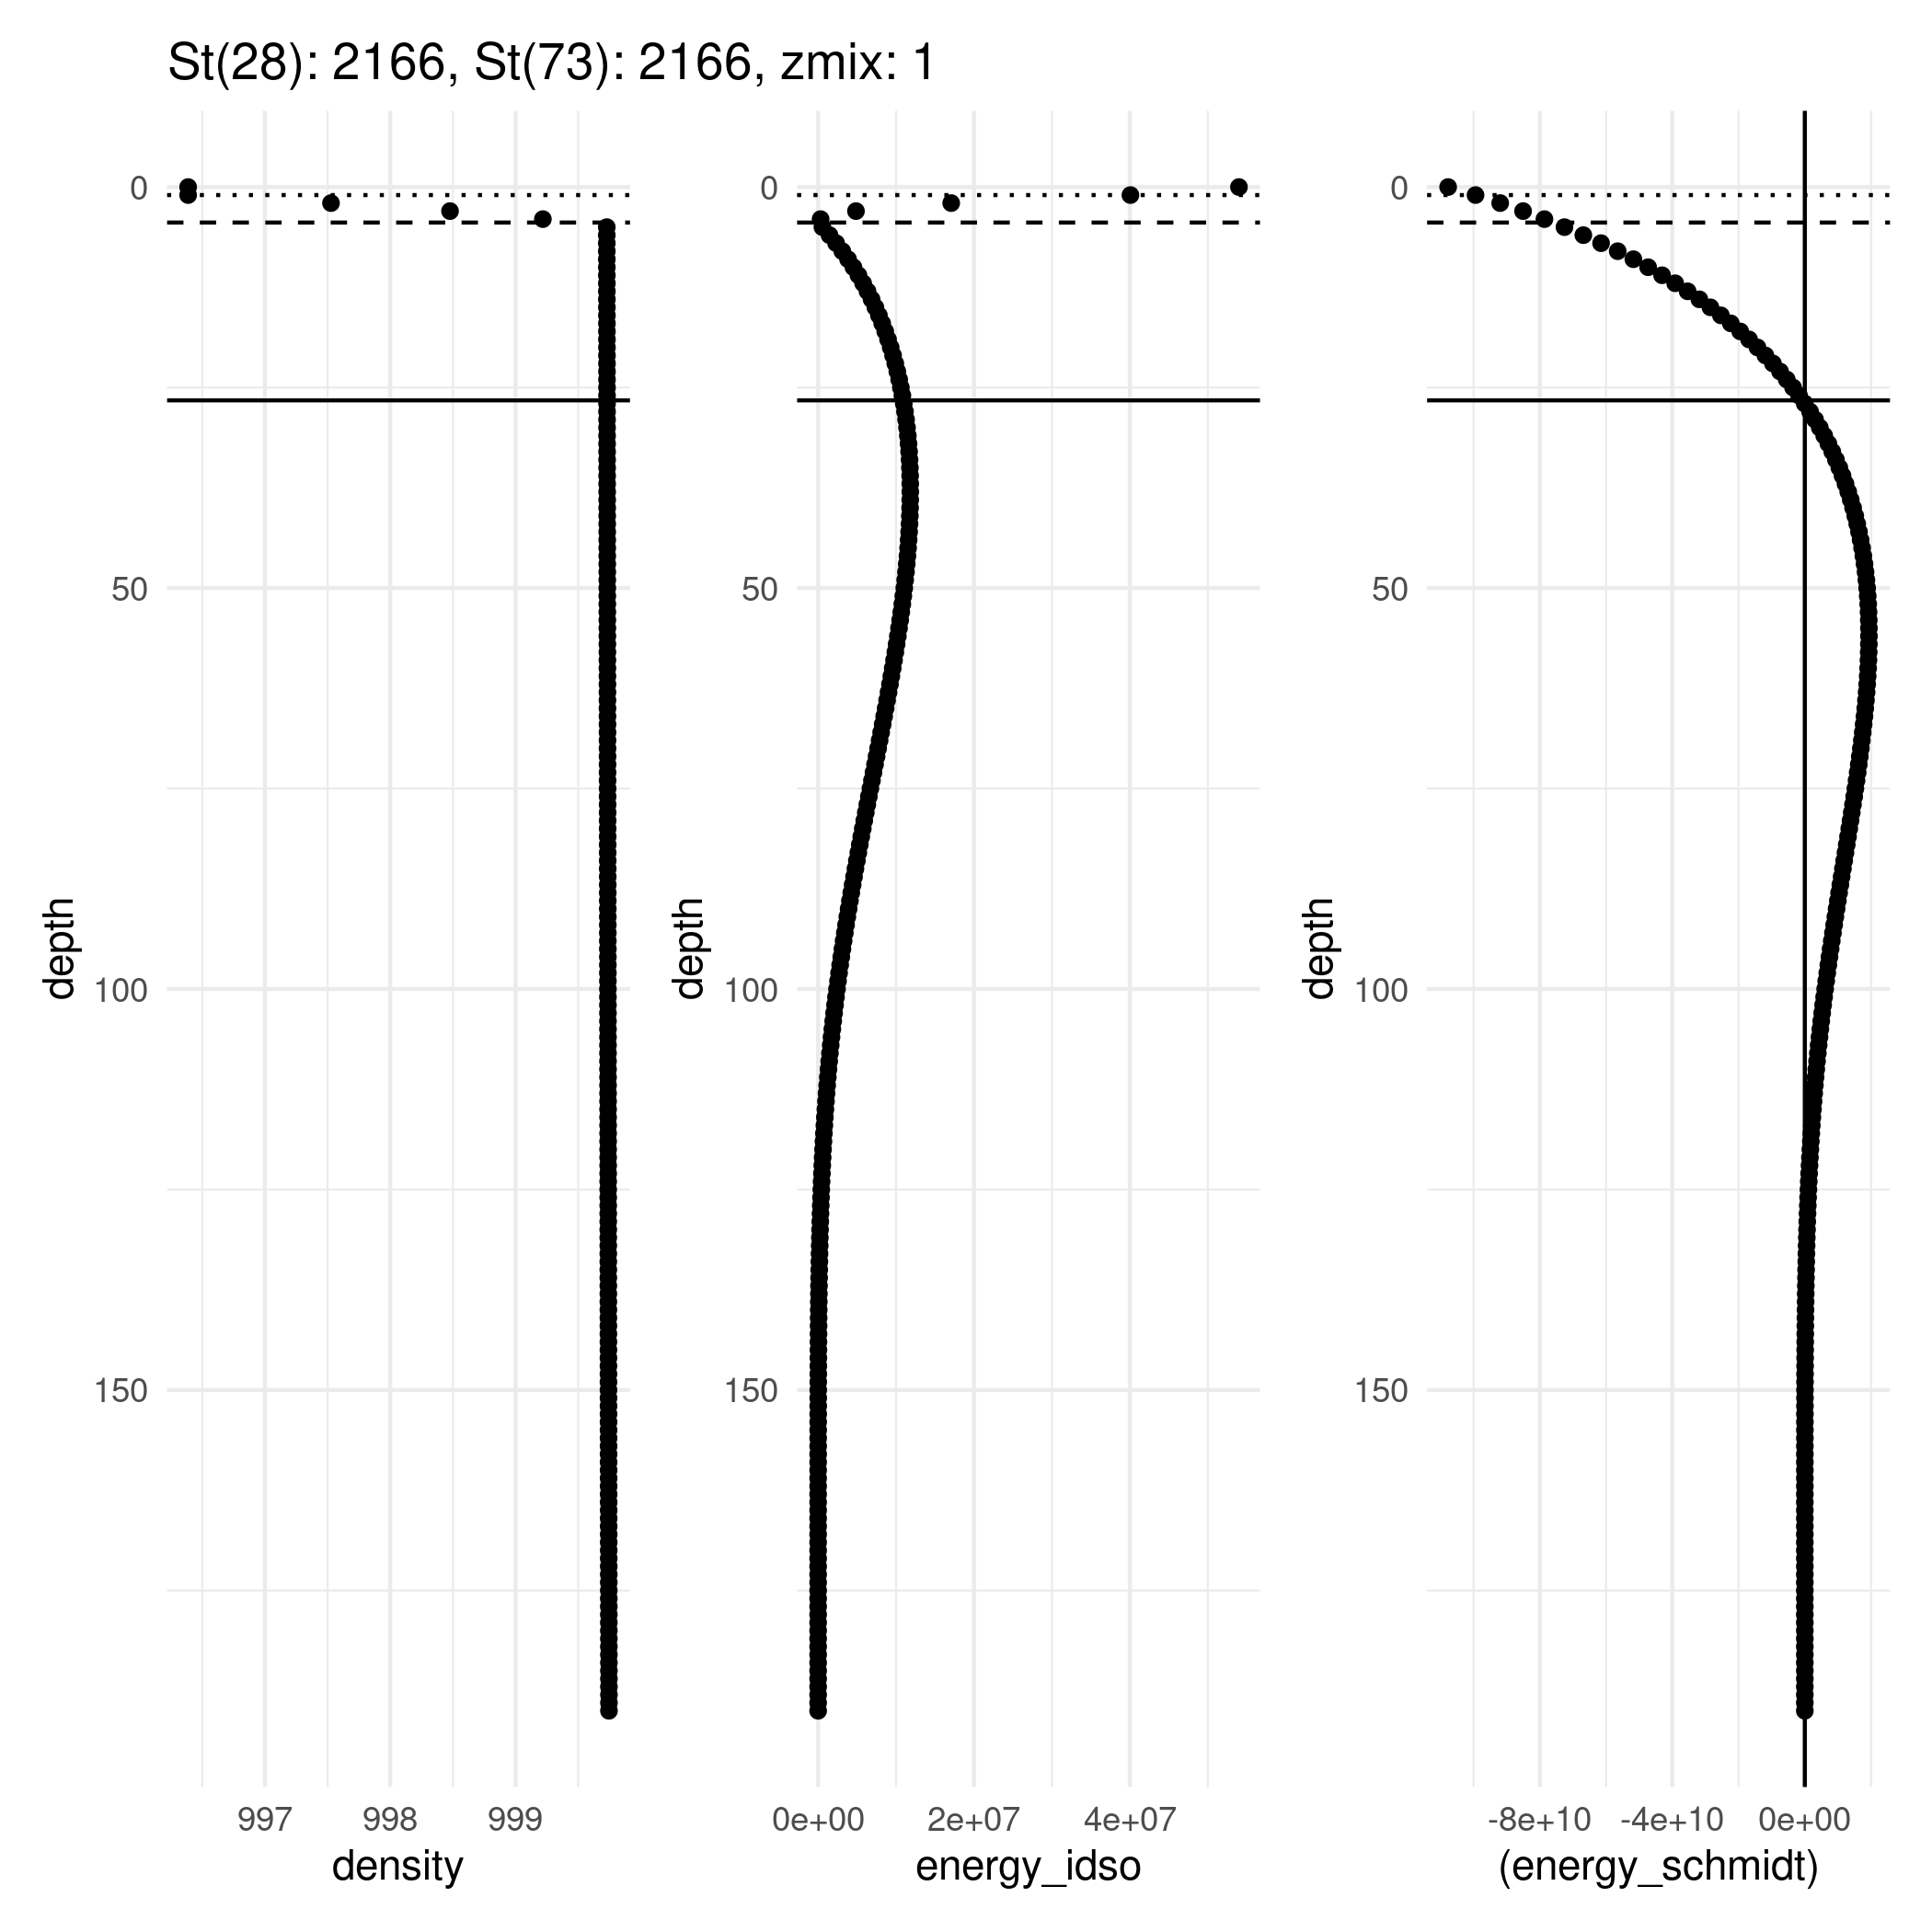 St(28): 2166, St(73): 2166, zmix: 1
0
50
100
150
depth
997 998 999
density
0
50
100
150
depth
0e+00 2e+07 4e+07
energy_idso
0
50
100
150
depth
-8e+10 -4e+10 0e+00
(energy_schmidt)